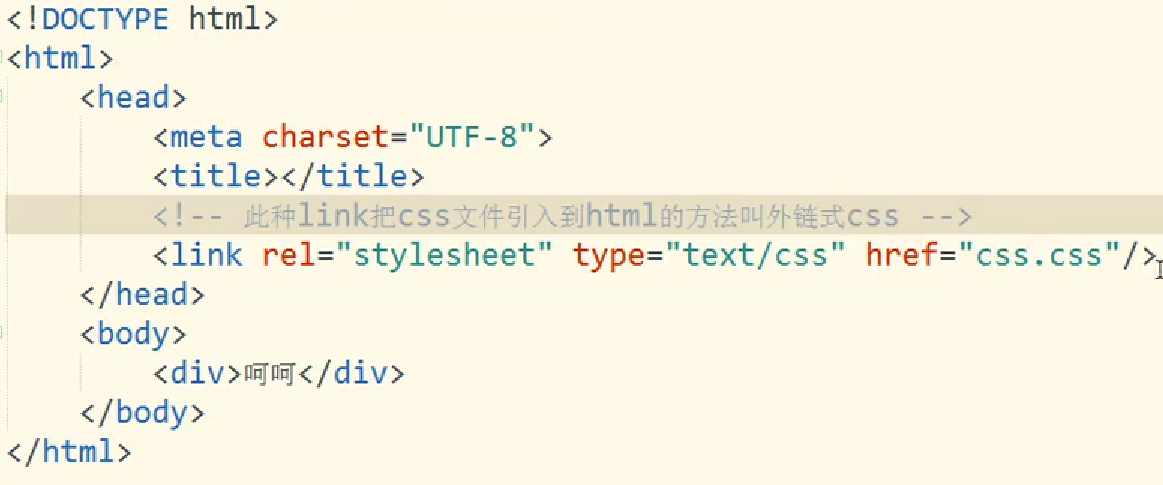 <!DOCTYPE html>
<html>
<head>
<meta charset="UTF-8">
<title></title>
<!-- 此种link把css文件引入到html的方法叫外链式css -->
<link rel="stylesheet" type="text/css" href="css.css"/>
</head>
<body>
<div>呵呵</div>
</body>
</html>